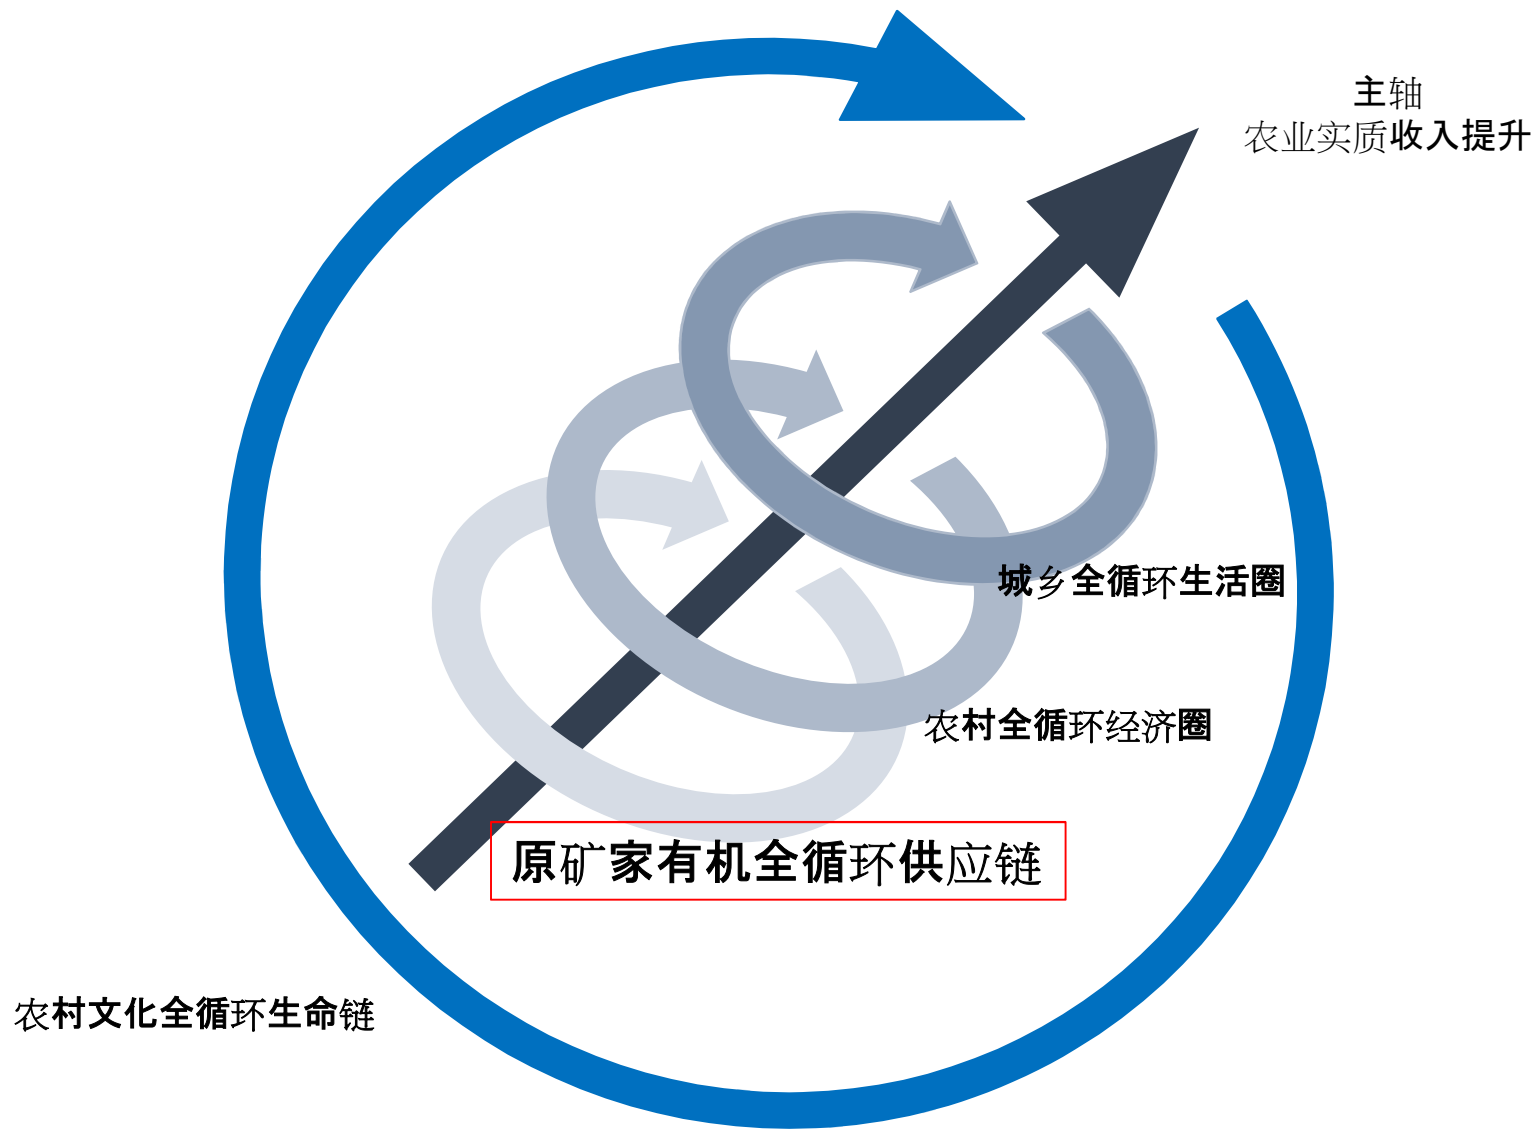 主轴
农业实质收入提升
城乡全循环生活圈
农村全循环经济圈
原矿家有机全循环供应链
农村文化全循环生命链